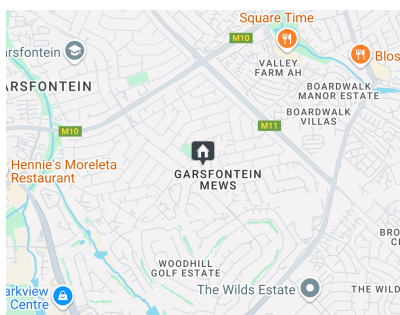 Square Time
M10
arsfontein
VALLEY
FARM AH
Blos
ARSFONTEIN
BOARDWALK
MANOR ESTATE
BOARDWALK
VILLAS
M10
M11
Hennie's Moreleta
Restaurant
GARSFONTEIN
MEWS
BRO
C
WOODHILL
GOLF ESTATE
arkview
Centre
The Wilds Estate
THE WILD